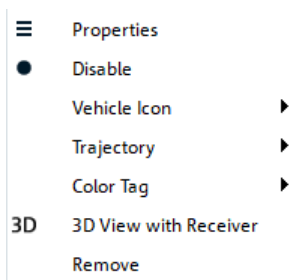 Properties
Disable
Vehicle Icon
Trajectory
Color Tag
3D 3D View with Receiver
Remove